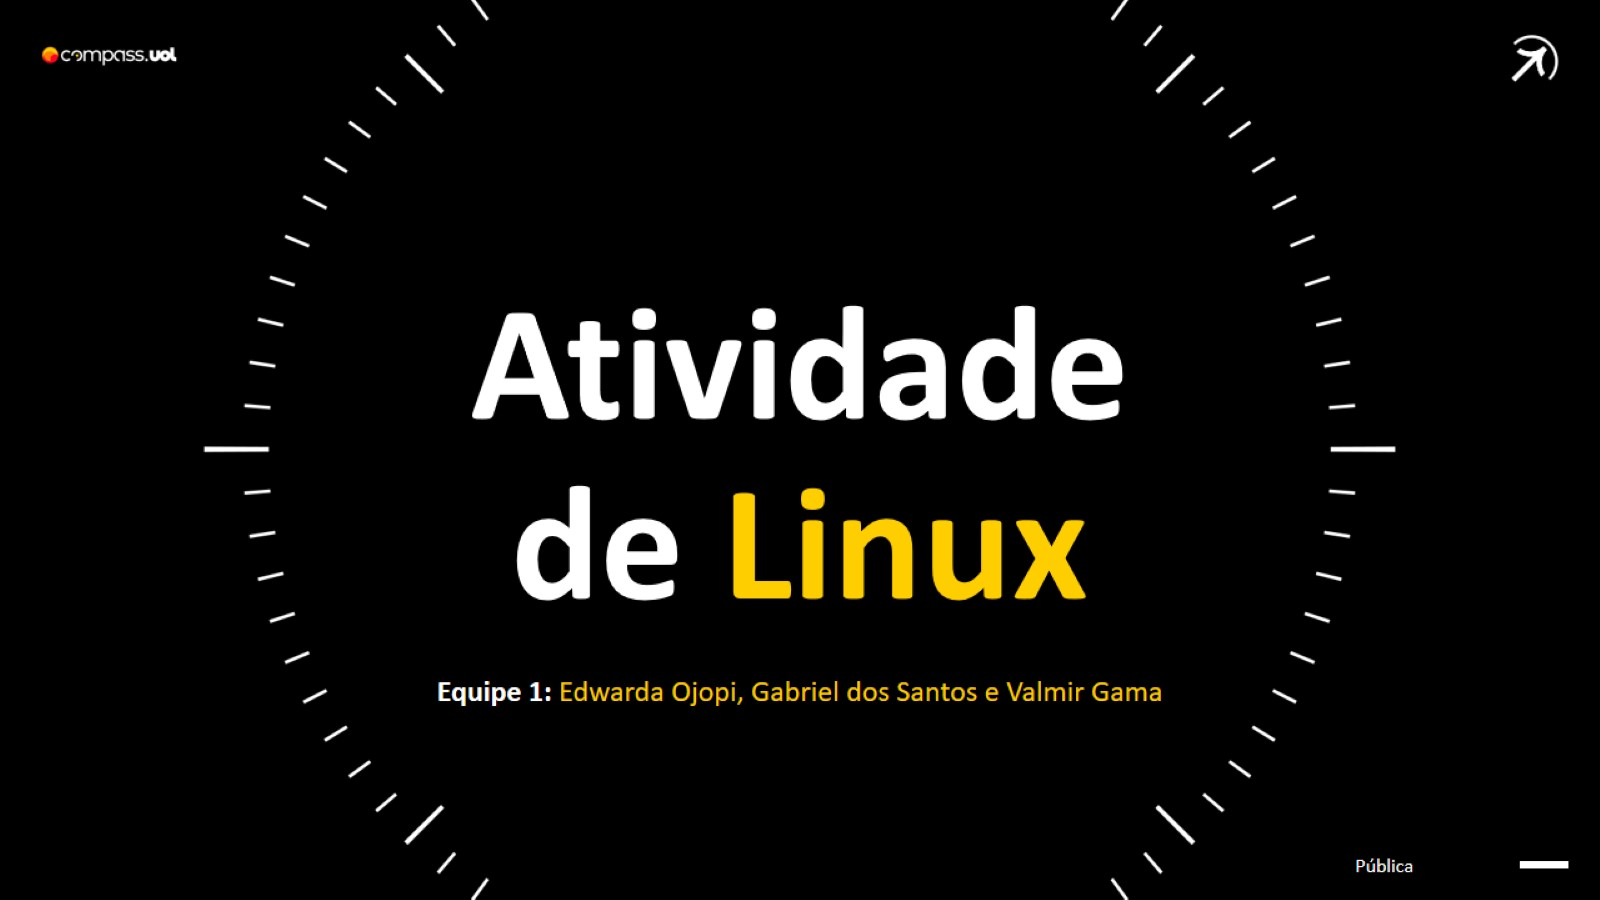 compass.uol
Atividade
de Linux
Equipe 1: Edwarda Ojopi, Gabriel dos Santos e Valmir Gama
Pública